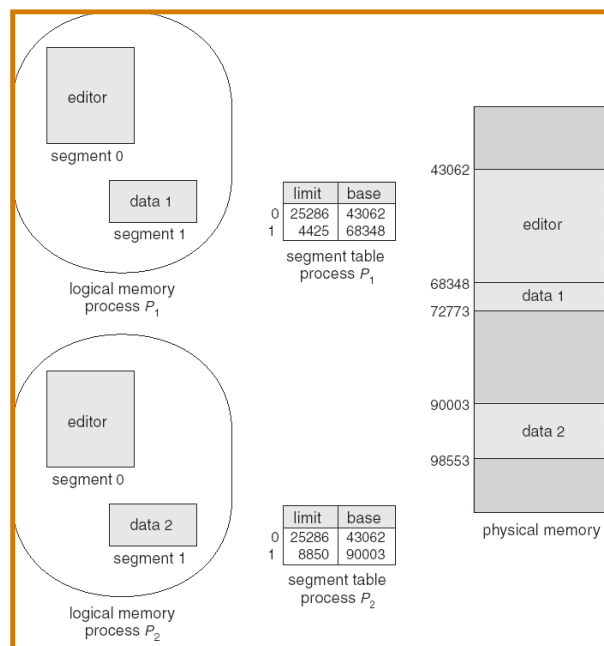 editor
segment 0
data 1
segment 1
logical memory
process P1
limit base
0 25286 43062
1 4425 68348
segment table
process P1
43062
editor
68348
data 1
72773
90003
data 2
98553
physical memory
editor
segment 0
data 2
segment 1
logical memory
process P2
limit base
0 25286 43062
1 8850 90003
segment table
process P2